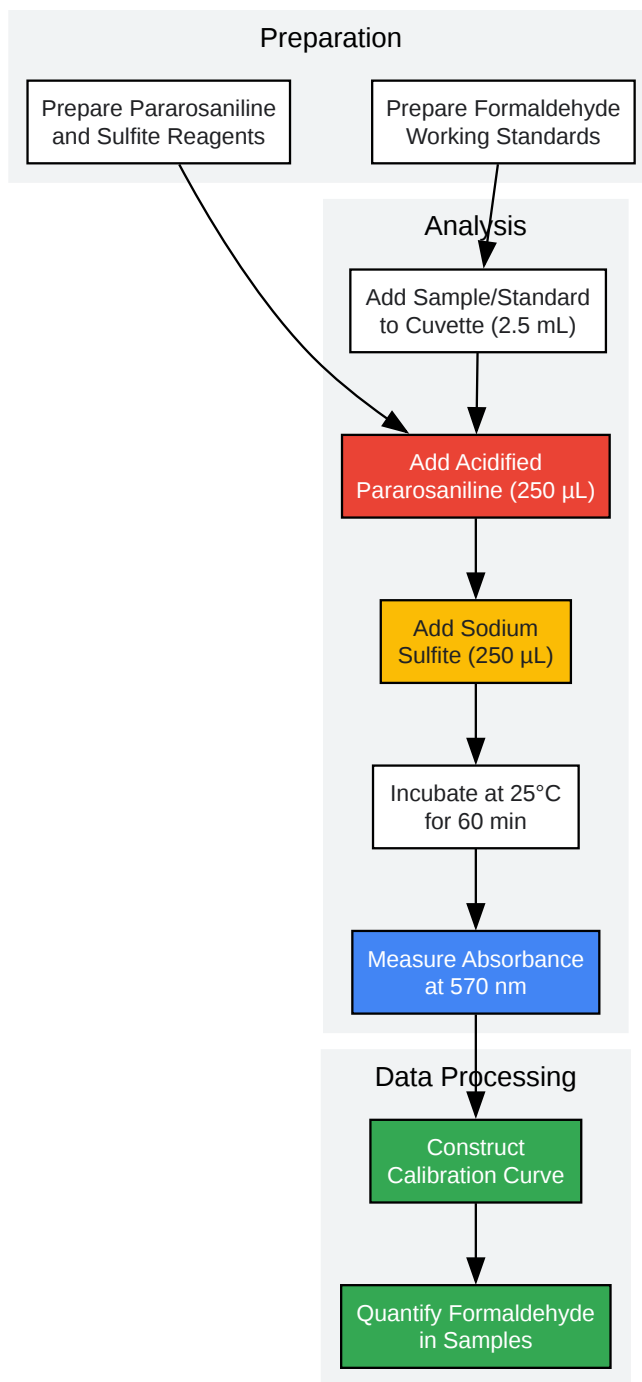 Preparation
Prepare Pararosaniline
and Sulfite Reagents
Prepare Formaldehyde
Working Standards
Analysis
Add Sample/Standard
to Cuvette (2.5 mL)
Add Acidified
Pararosaniline (250 µL)
Add Sodium
Sulfite (250 µL)
Incubate at 25°C
for 60 min
Measure Absorbance
at 570 nm
Data Processing
Construct
Calibration Curve
Quantify Formaldehyde
in Samples